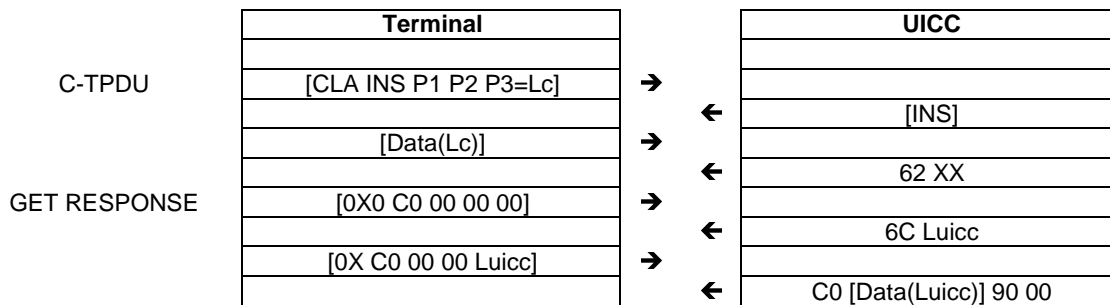 Terminal UICC
C-TPDU [CLA INS P1 P2 P3=Lc] →
← [INS]
[Data(Lc)] →
← 62 XX
GET RESPONSE [0X0 C0 00 00 00] →
← 6C Luicc
[0X C0 00 00 Luicc] →
← C0 [Data(Luicc)] 90 00